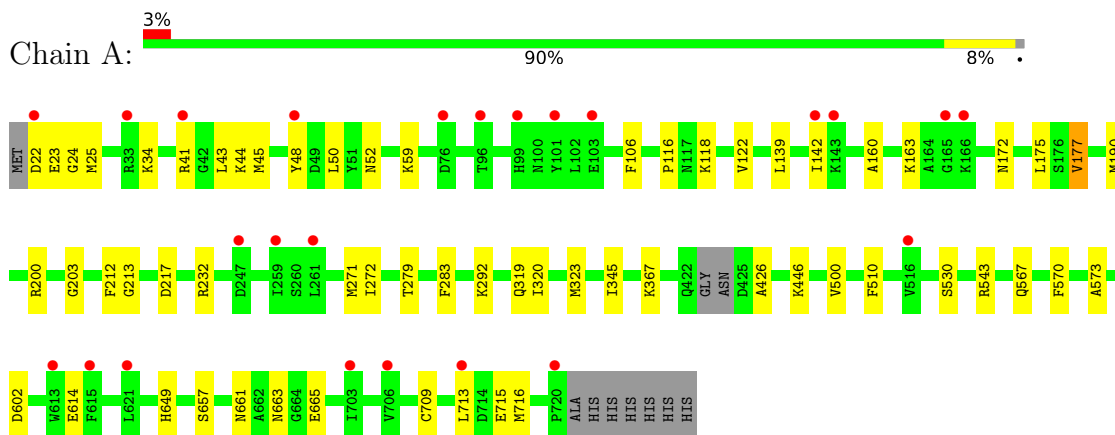 3%
Chain A:
90% 8% •
MET D22 E23 G24 M25 R33 K34 R41 G42 L43 K44 M45 Y48 D49 L50 Y51 N52 K59 D76 T96 H99 N100 Y101 L102 E103 F106 P116 N117 K118 V122 L139 I142 K143 A160 K163 A164 G165 K166 N172 L175 S176 V177 M190
R200 G203 F212 G213 D217 R232 D247 I259 S260 L261 M271 I272 T279 F283 K292 Q319 I320 M323 I345 K367 Q422 GLY ASN D425 A426 K446 V500 F510 V516 S530 R543 Q567 F570 A573
D602 W613 E614 F615 L621 H649 S657 N661 A662 N663 G664 E665 I703 V706 C709 L713 D714 E715 M716 P720 ALA HIS HIS HIS HIS HIS HIS